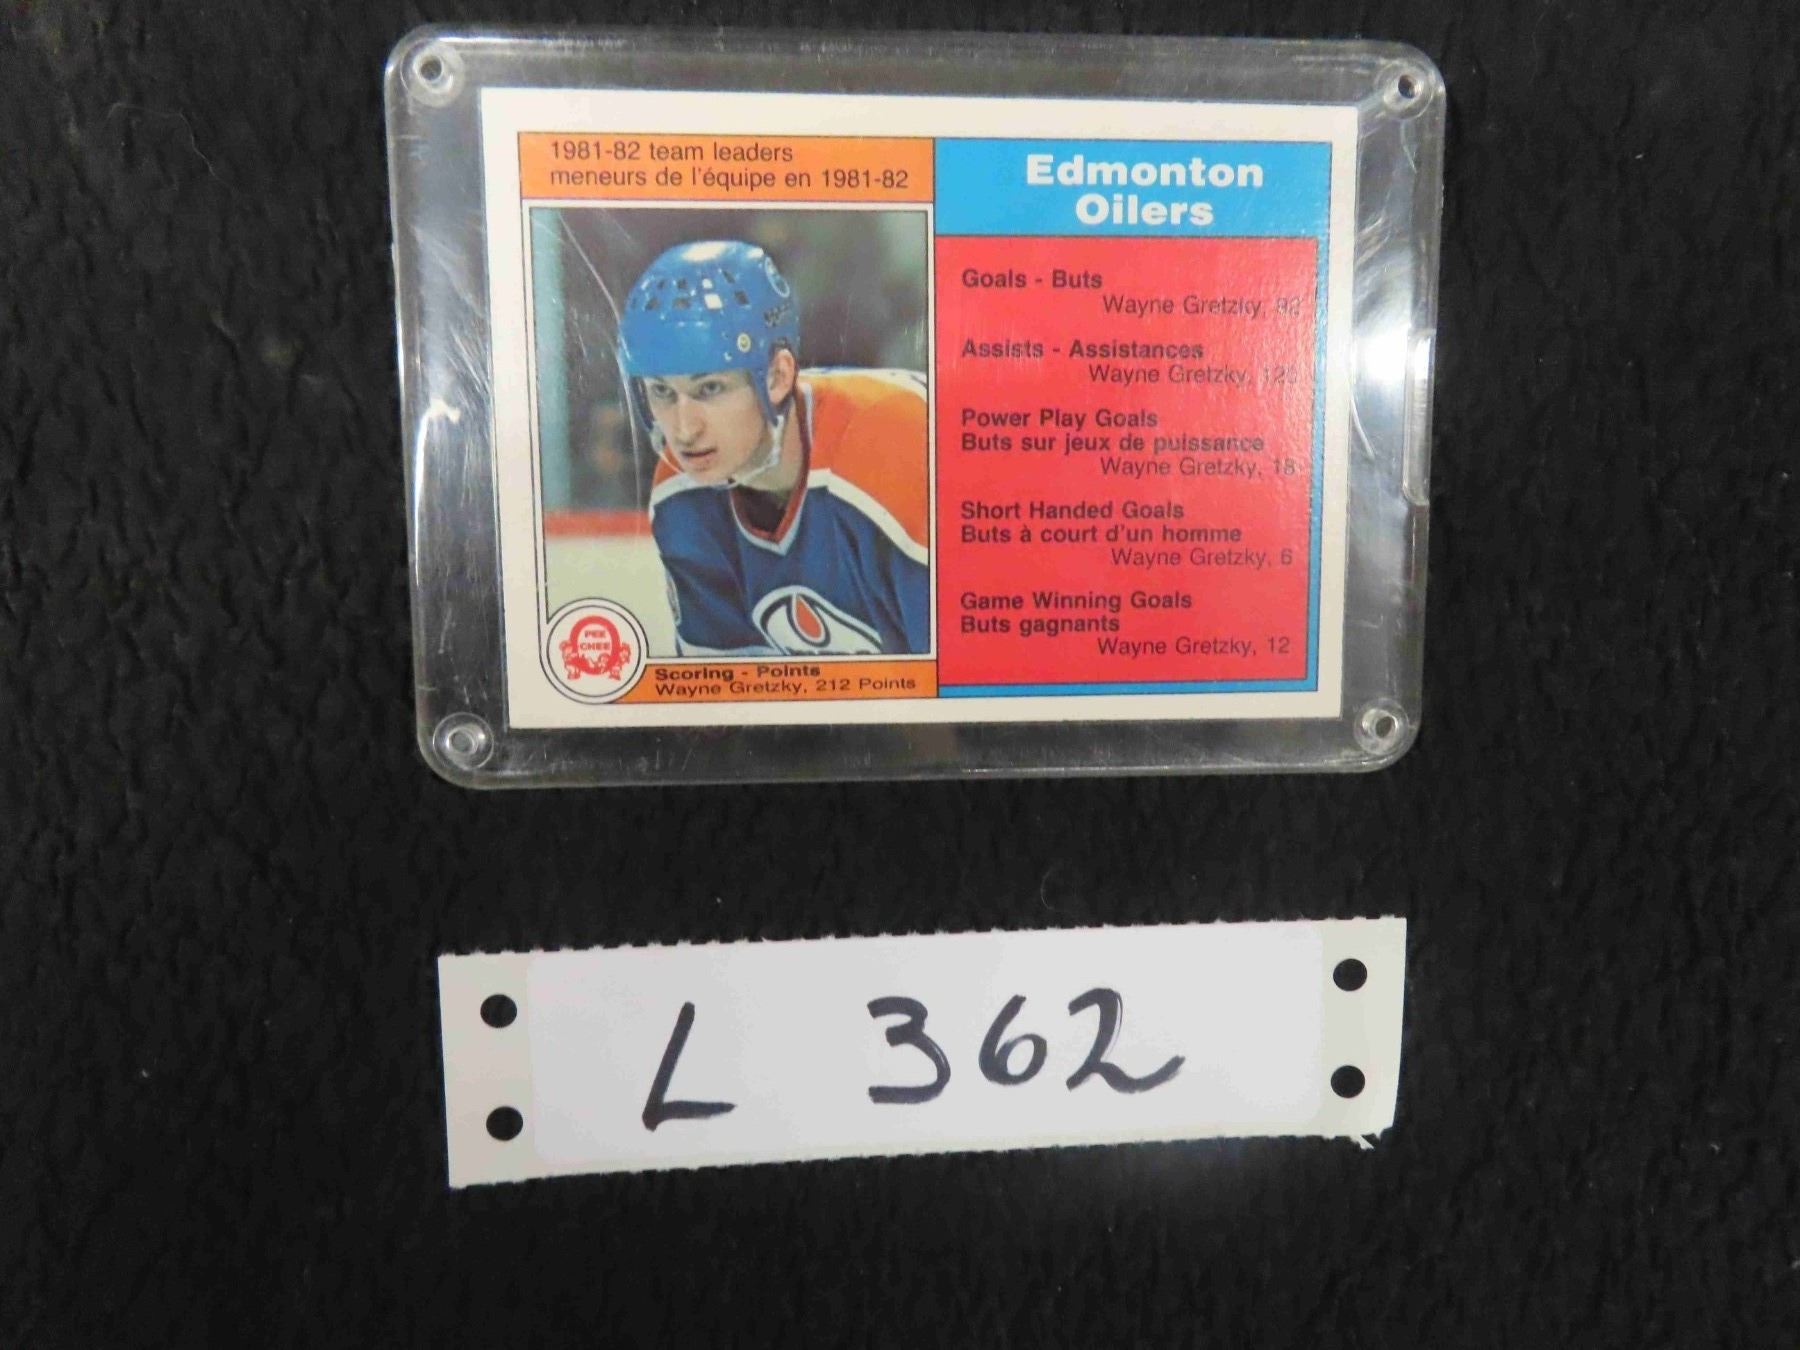 1981-82 team leaders
meneurs de l'équipe en 1981-82
Edmonton
Oilers
Goals - Buts
Wayne Gretzky, 92
Assists - Assistances
Wayne Gretzky, 120
Power Play Goals
Buts sur jeux de puissance
Wayne Gretzky, 18
Short Handed Goals
Buts à court d'un homme
Wayne Gretzky, 6
Game Winning Goals
Buts gagnants
Wayne Gretzky, 12
PEE
CHEE
Scoring - Points
Wayne Gretzky, 212 Points
L 362